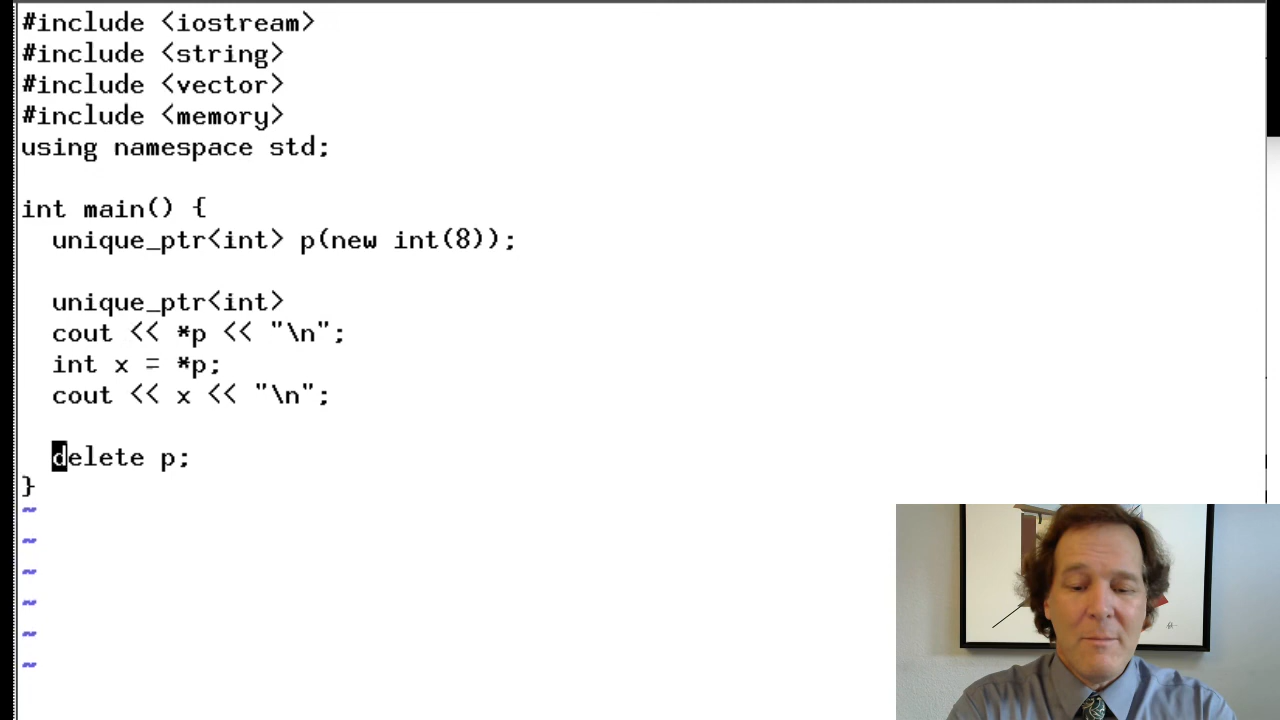 #include <iostream>
#include <string>
#include <vector>
#include <memory>
using namespace std;
int main() {
unique_ptr<int> p(new int(8));
unique_ptr<int>
cout << *p << "\n";
int x = *p;
cout << x << "\n";
delete p;
}
~
~
~
~
~
~